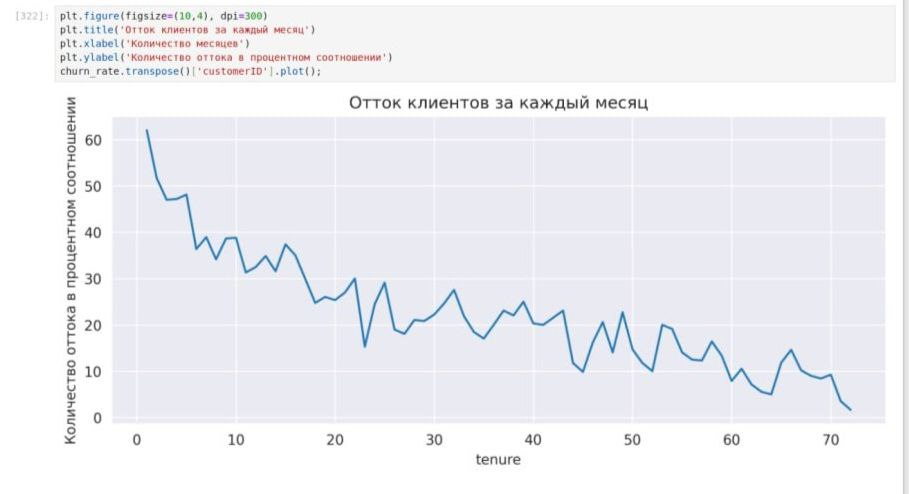 [322]: plt.figure(figsize=(10,4), dpi=300)
plt.title('Отток клиентов за каждый месяц')
plt.xlabel('Количество месяцев')
plt.ylabel('Количество оттока в процентном соотношении')
churn_rate.transpose()['customerID'].plot();
Отток клиентов за каждый месяц
Количество оттока в процентном соотношении
60
50
40
30
20
10
0
0 10 20 30 40 50 60 70
tenure